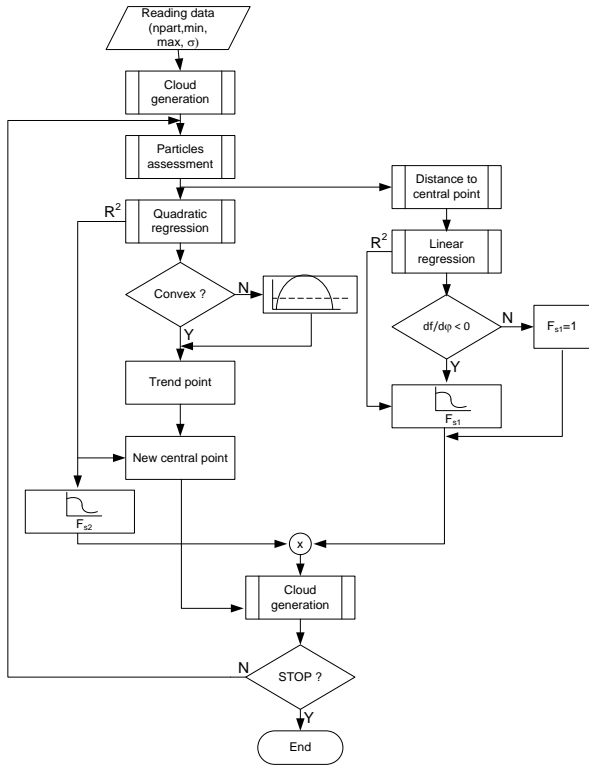 Reading data
(npart,min,
max, σ)
Cloud
generation
Particles
assessment
Distance to
central point
R²
Quadratic
regression
R²
Linear
regression
Convex ?
N
df/dφ < 0
N
Fs1=1
Y
Y
Trend point
Fs1
New central point
Fs2
x
Cloud
generation
N
STOP ?
Y
End